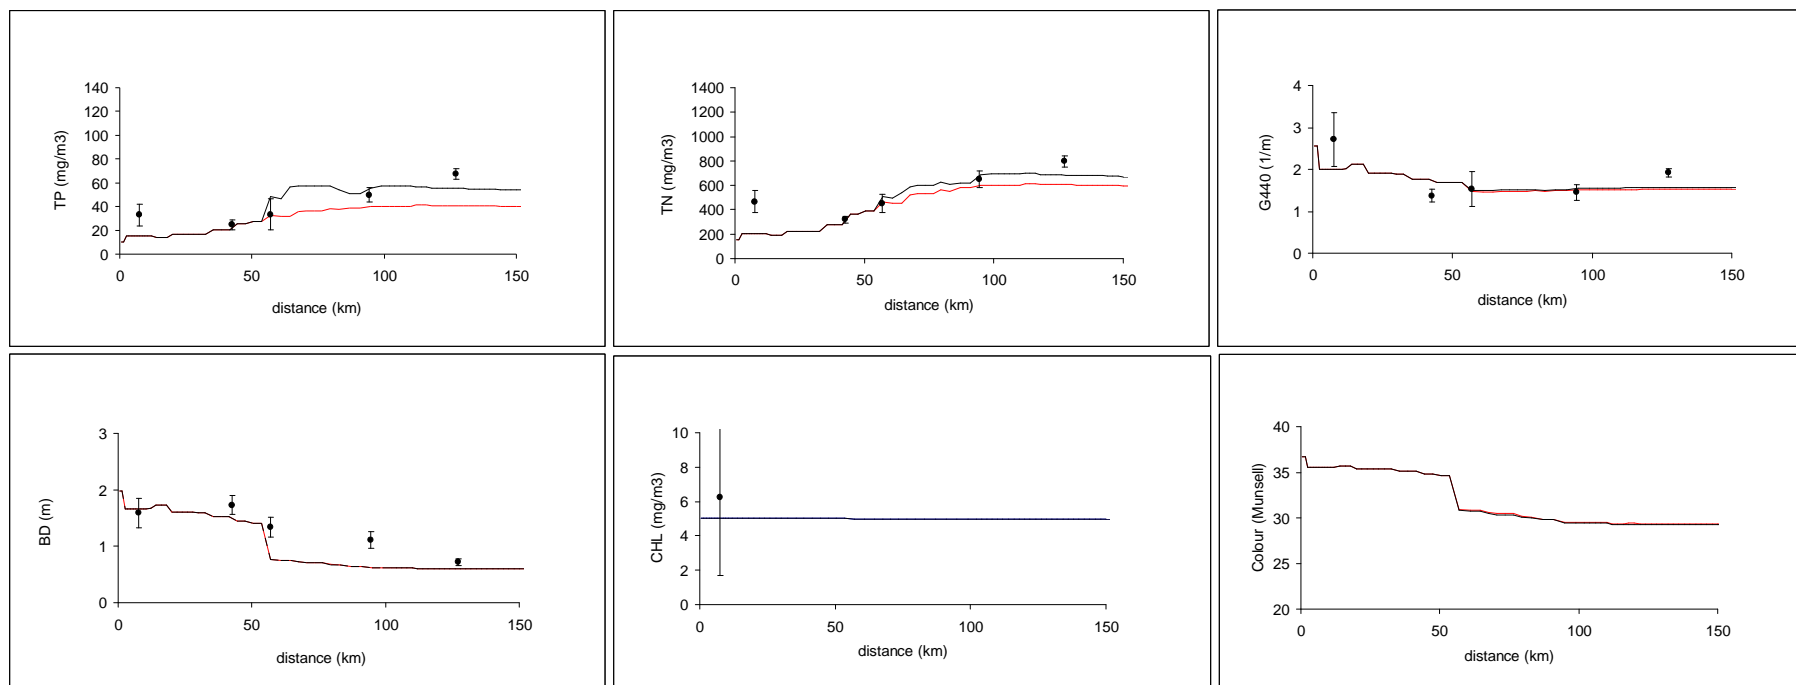 TP (mg/m3)
140
120
100
80
60
40
20
0
0 50 100 150
distance (km)
TN (mg/m3)
1400
1200
1000
800
600
400
200
0
0 50 100 150
distance (km)
G440 (1/m)
4
3
2
1
0
0 50 100 150
distance (km)
BD (m)
3
2
1
0
0 50 100 150
distance (km)
CHL (mg/m3)
10
8
6
4
2
0
0 50 100 150
distance (km)
Colour (Munsell)
40
35
30
25
20
0 50 100 150
distance (km)